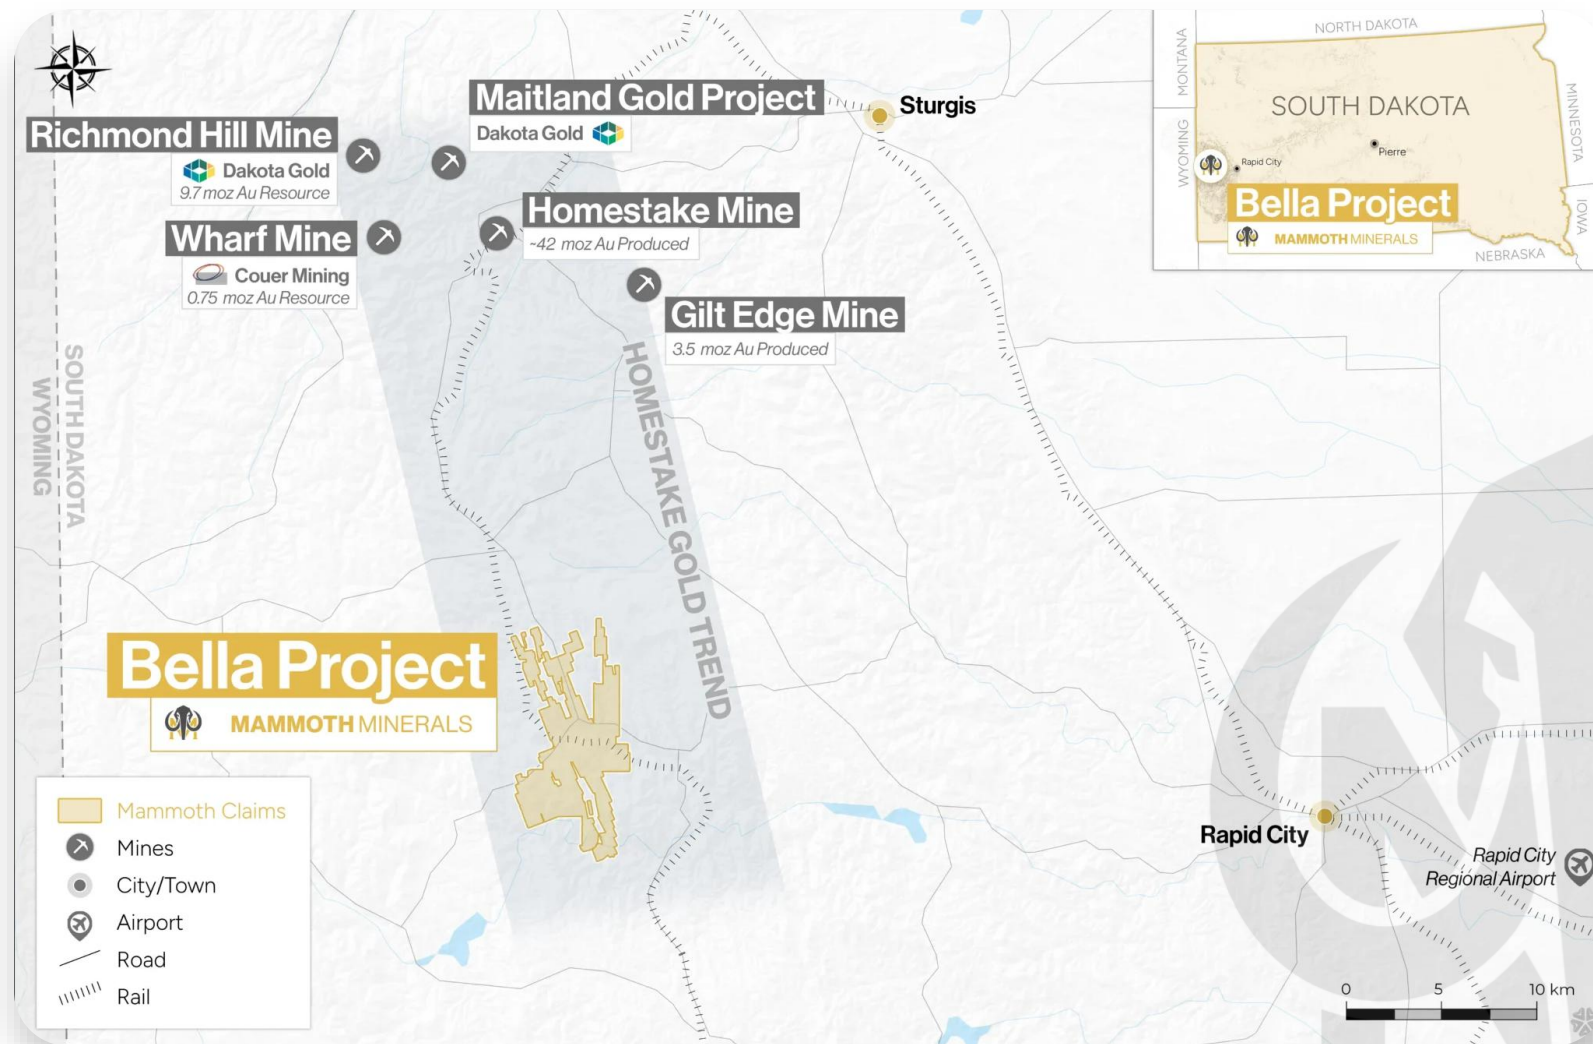 Maitland Gold Project
Dakota Gold
Sturgis
Richmond Hill Mine
Dakota Gold
9.7 moz Au Resource
Homestake Mine
~42 moz Au Produced
Wharf Mine
Couer Mining
0.75 moz Au Resource
Gilt Edge Mine
3.5 moz Au Produced
NORTH DAKOTA
MONTANA
WYOMING
SOUTH DAKOTA
MINNESOTA
IOWA
NEBRASKA
Pierre
Rapid City
Bella Project
MAMMOTH MINERALS
WYOMING
SOUTH DAKOTA
HOMESTAKE GOLD TREND
Bella Project
MAMMOTH MINERALS
Rapid City
Rapid City
Regional Airport
Mammoth Claims
Mines
City/Town
Airport
Road
Rail
0 5 10 km